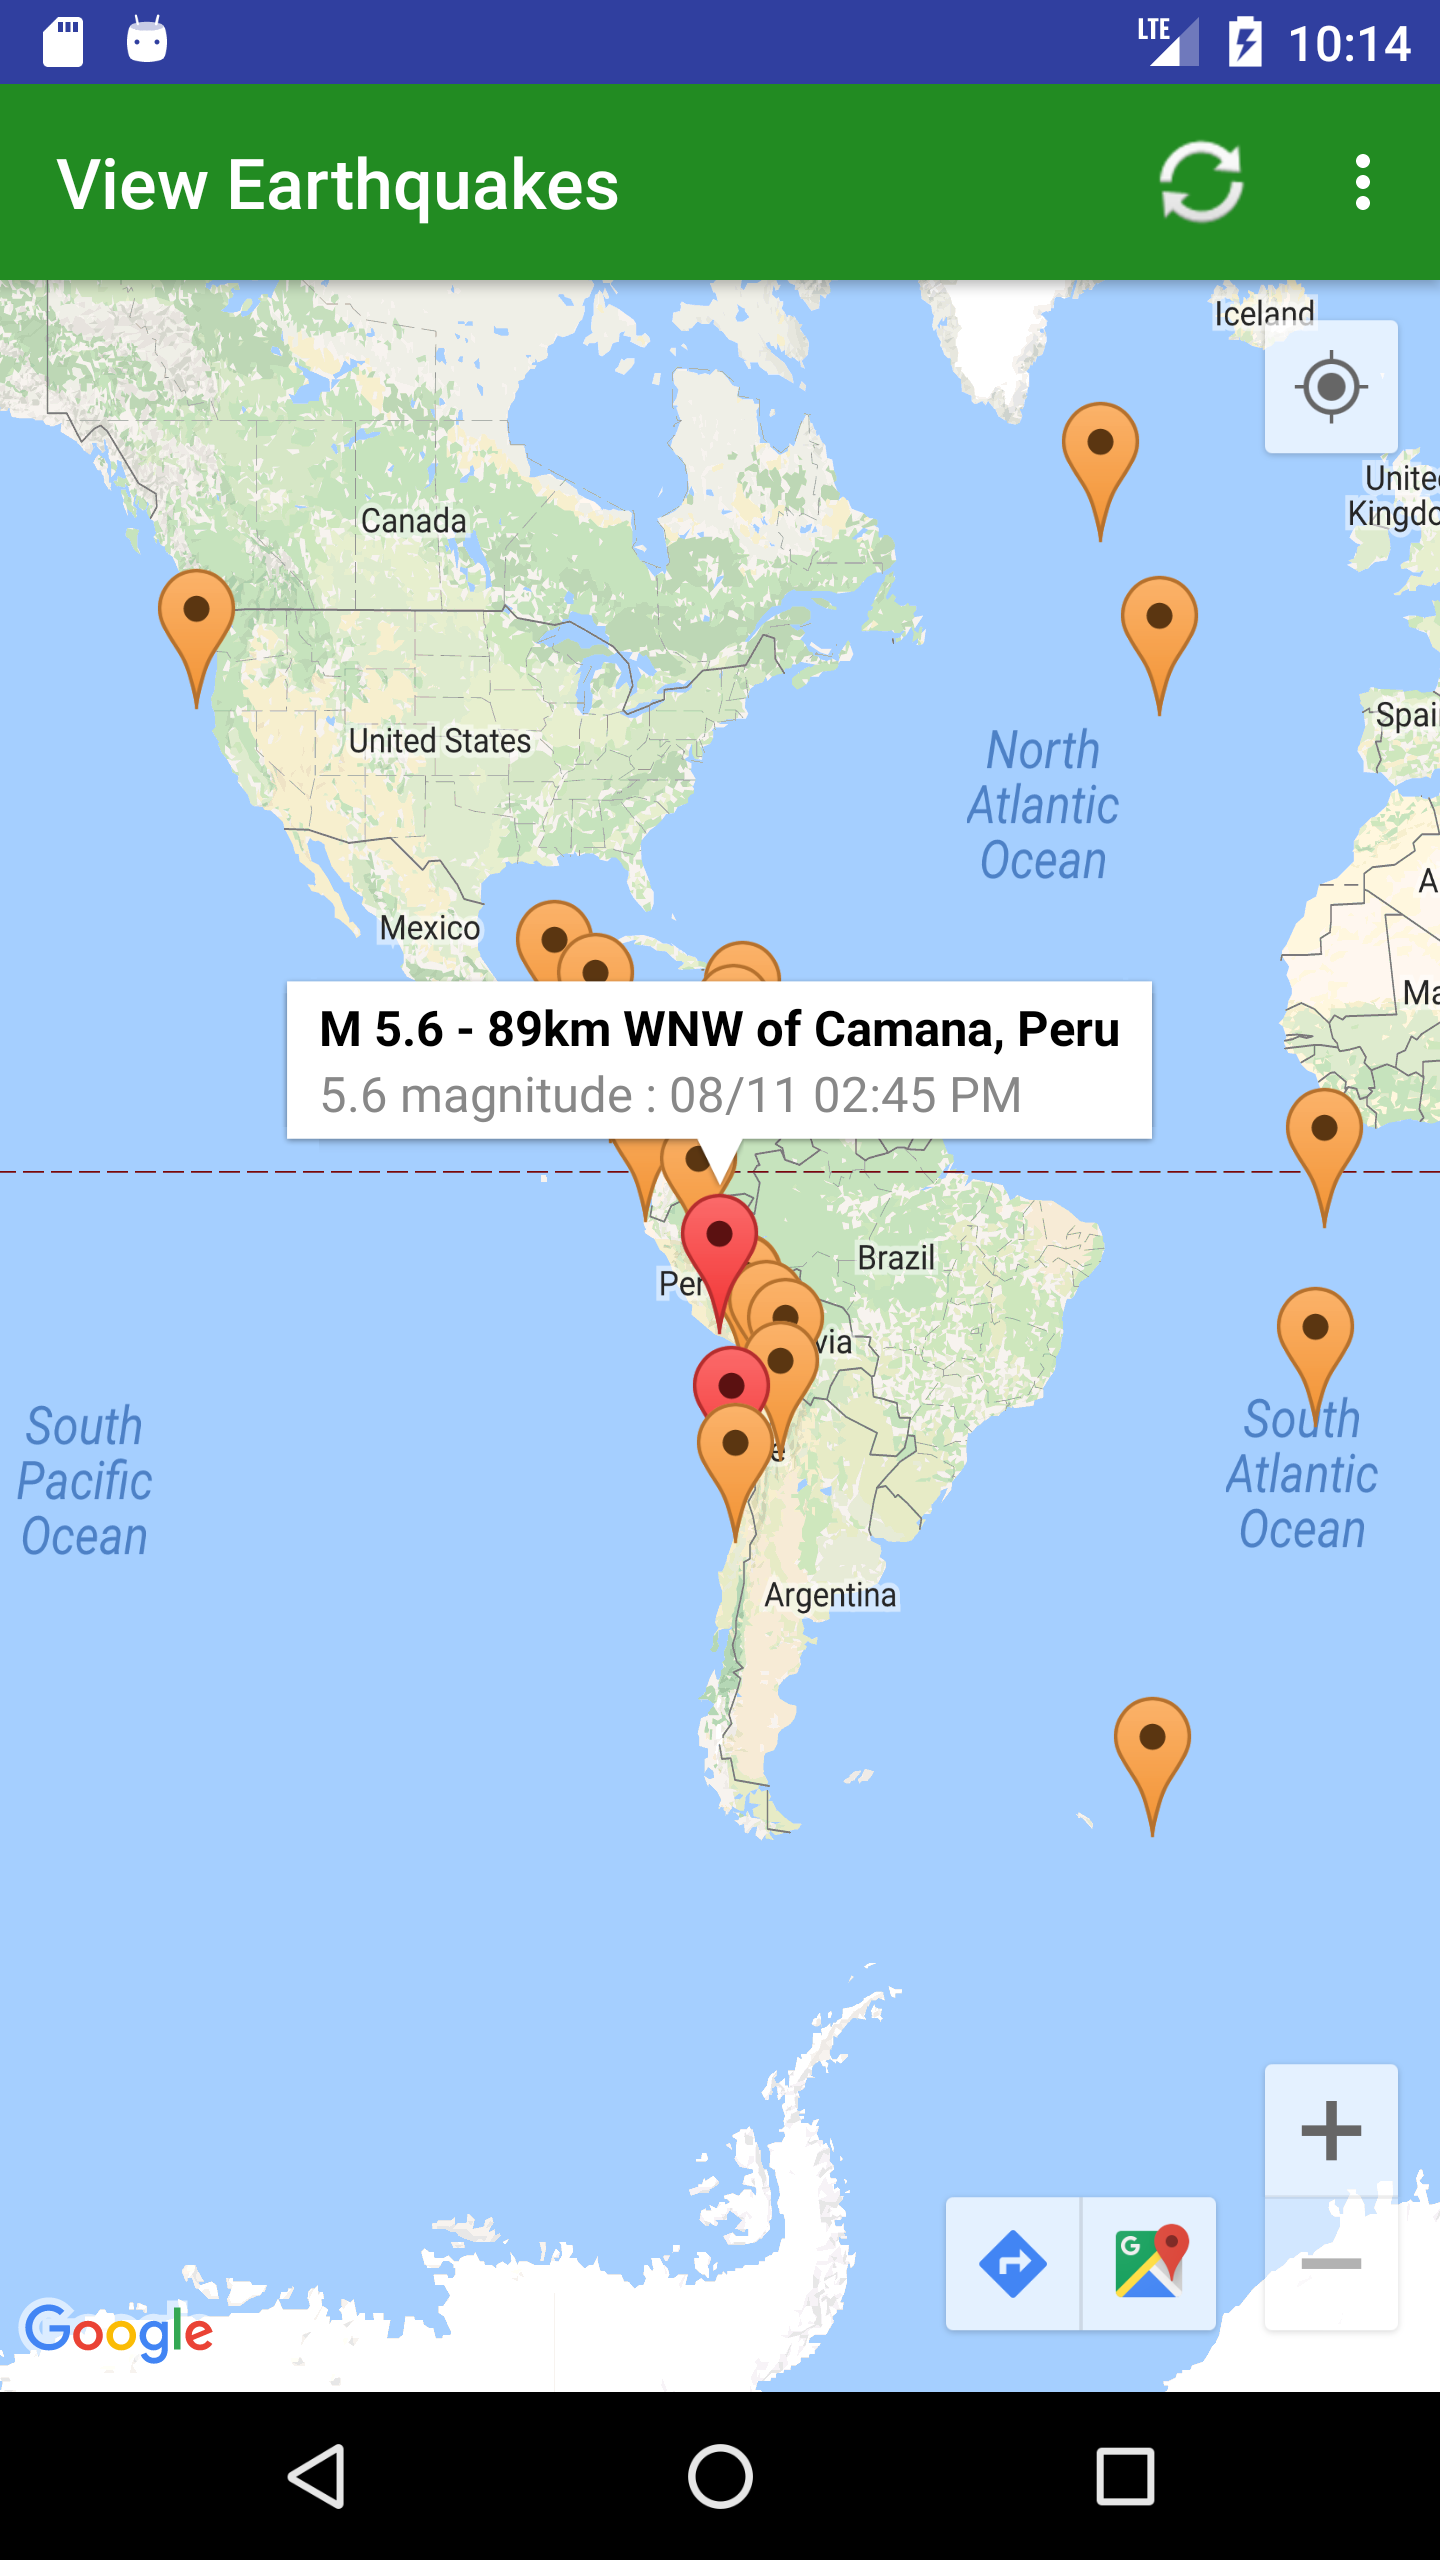 LTE 10:14
View Earthquakes
Iceland
United
Kingdo
Canada
United States
Spai
North
Atlantic
Ocean
A
Mexico
Ma
M 5.6 - 89km WNW of Camana, Peru
5.6 magnitude : 08/11 02:45 PM
Brazil
Per
via
South
Pacific
Ocean
South
Atlantic
Ocean
e
Argentina
G
Google